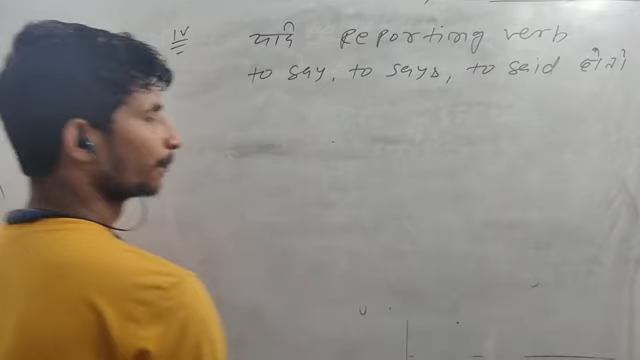 iv यदि Reporting verb
to say, to says, to said हो तो